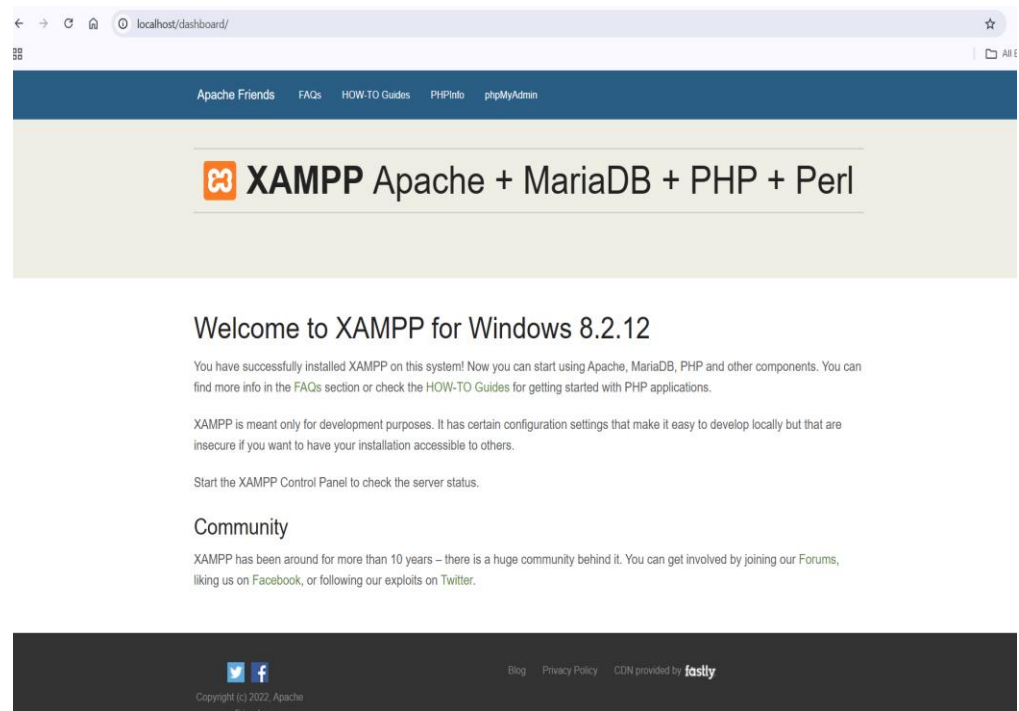 localhost/dashboard/
All
Apache Friends FAQs HOW-TO Guides PHPInfo phpMyAdmin
XAMPP Apache + MariaDB + PHP + Perl
Welcome to XAMPP for Windows 8.2.12
You have successfully installed XAMPP on this system! Now you can start using Apache, MariaDB, PHP and other components. You can
find more info in the FAQs section or check the HOW-TO Guides for getting started with PHP applications.
XAMPP is meant only for development purposes. It has certain configuration settings that make it easy to develop locally but that are
insecure if you want to have your installation accessible to others.
Start the XAMPP Control Panel to check the server status.
Community
XAMPP has been around for more than 10 years – there is a huge community behind it. You can get involved by joining our Forums,
liking us on Facebook, or following our exploits on Twitter.
Blog Privacy Policy CDN provided by fastly
Copyright (c) 2022, Apache